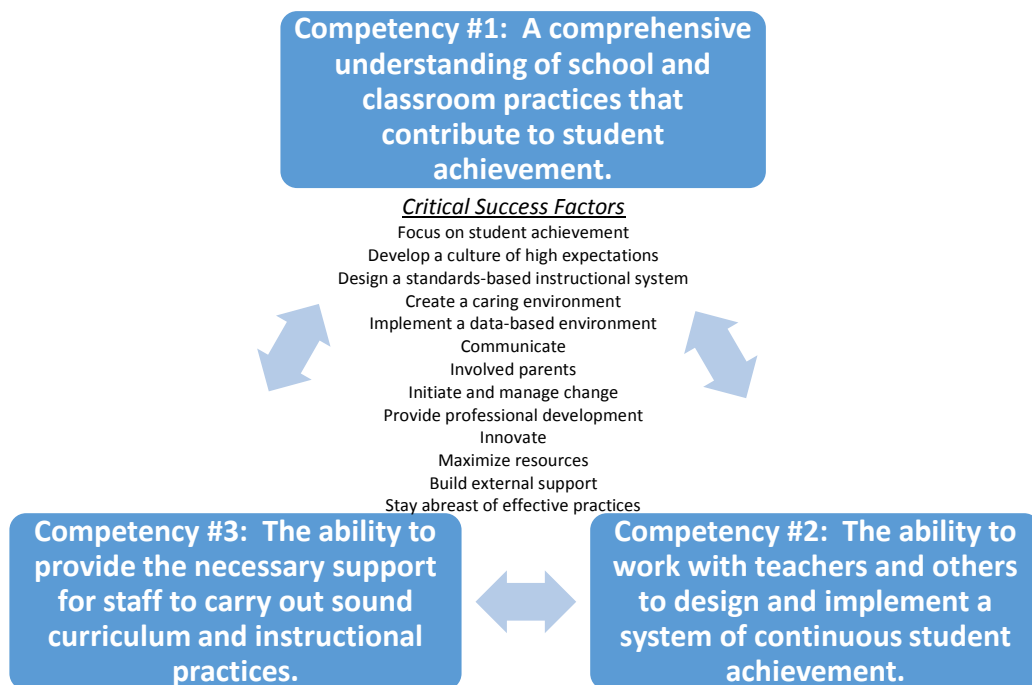 Competency #1:  A comprehensive
understanding of school and
classroom practices that
contribute to student
achievement.
Critical Success Factors
Focus on student achievement
Develop a culture of high expectations
Design a standards-based instructional system
Create a caring environment
Implement a data-based environment
Communicate
Involved parents
Initiate and manage change
Provide professional development
Innovate
Maximize resources
Build external support
Stay abreast of effective practices
Competency #3:  The ability to
provide the necessary support
for staff to carry out sound
curriculum and instructional
practices.
Competency #2:  The ability to
work with teachers and others
to design and implement a
system of continuous student
achievement.